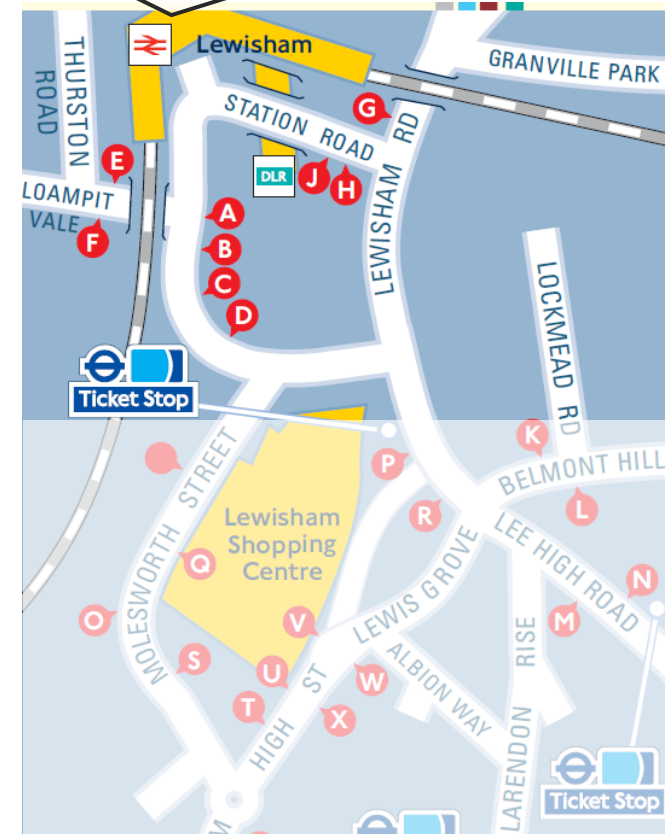 Lewisham
GRANVILLE PARK
THURSTON
ROAD
STATION ROAD
G
LEWISHAM RD
E
DLR
J
H
LOAMPIT
VALE
F
A
B
C
D
LOCKMEAD RD
Ticket Stop
K
P
BELMONT HILL
MOLESWORTH STREET
L
R
Lewisham
Shopping
Centre
LEE HIGH ROAD
Q
N
LEWIS GROVE
O
V
M
S
ALBION WAY
RISE
U
W
T
HIGH ST
X
LARENDON
Ticket Stop
M